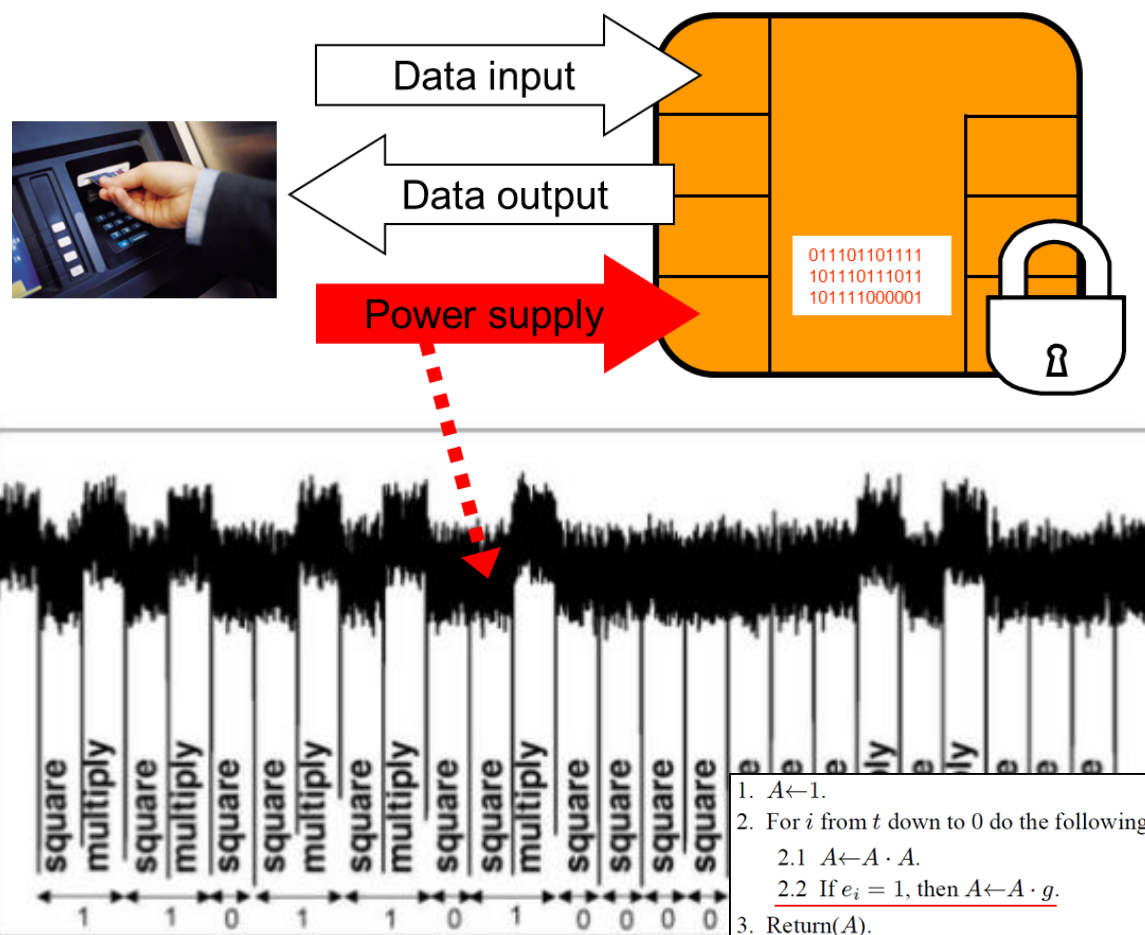 Data input
Data output
Power supply
011101101111
101110111011
101111000001
square
multiply
square
multiply
square
square
multiply
square
multiply
square
square
multiply
square
square
square
square
1 1 0 1 1 0 1 0 0 0 0
1. A←1.
2. For i from t down to 0 do the following
2.1 A←A · A.
2.2 If eᵢ = 1, then A←A · g.
3. Return(A).